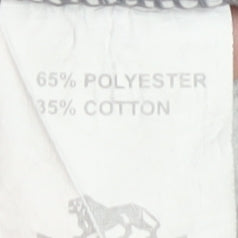 65% POLYESTER
35% COTTON